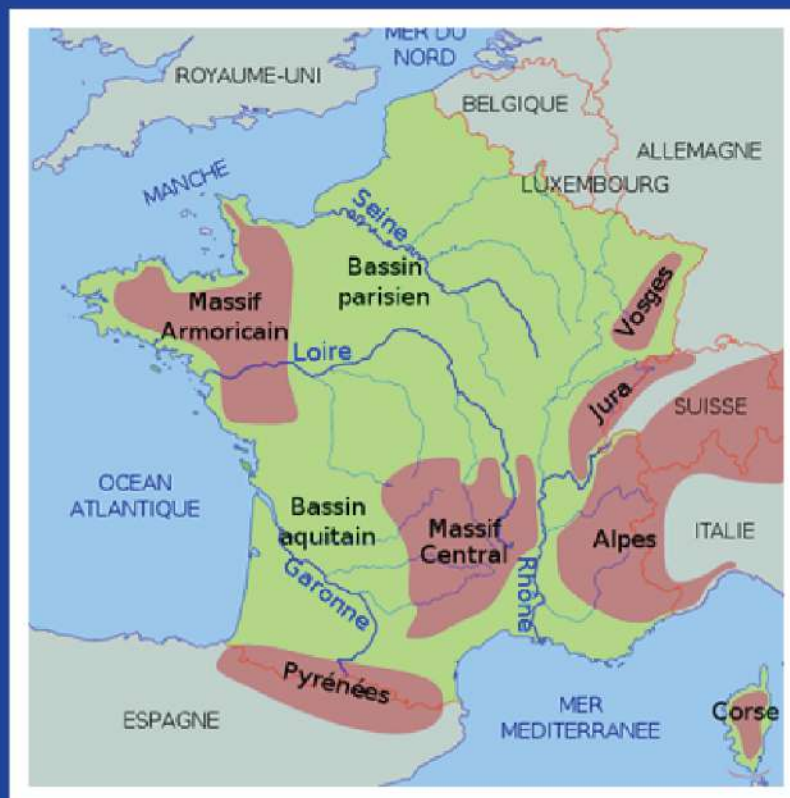 MER DU
NORD
ROYAUME-UNI
BELGIQUE
ALLEMAGNE
LUXEMBOURG
MANCHE
Seine
Bassin
parisien
Vosges
Massif
Armoricain
Loire
Jura
SUISSE
OCEAN
ATLANTIQUE
Bassin
aquitain
Massif
Central
Alpes
ITALIE
Garonne
Rhône
Pyrénées
ESPAGNE
MER
MEDITERRANEE
Corse